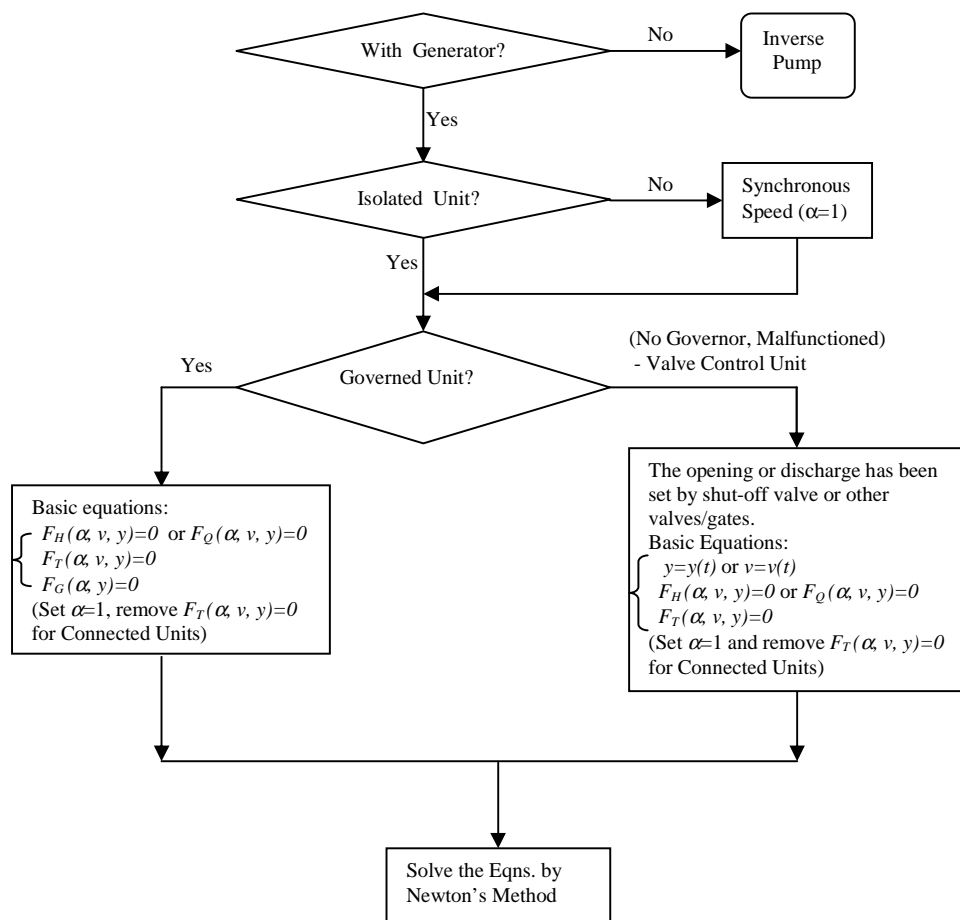 With Generator?
No
Inverse
Pump
Yes
Isolated Unit?
No
Synchronous
Speed (α=1)
Yes
(No Governor, Malfunctioned)
- Valve Control Unit
Yes
Governed Unit?
Basic equations:
F_H(α, v, y)=0 or F_Q(α, v, y)=0
F_T(α, v, y)=0
F_G(α, y)=0
(Set α=1, remove F_T(α, v, y)=0
for Connected Units)
The opening or discharge has been
set by shut-off valve or other
valves/gates.
Basic Equations:
y=y(t) or v=v(t)
F_H(α, v, y)=0 or F_Q(α, v, y)=0
F_T(α, v, y)=0
(Set α=1 and remove F_T(α, v, y)=0
for Connected Units)
Solve the Eqns. by
Newton’s Method